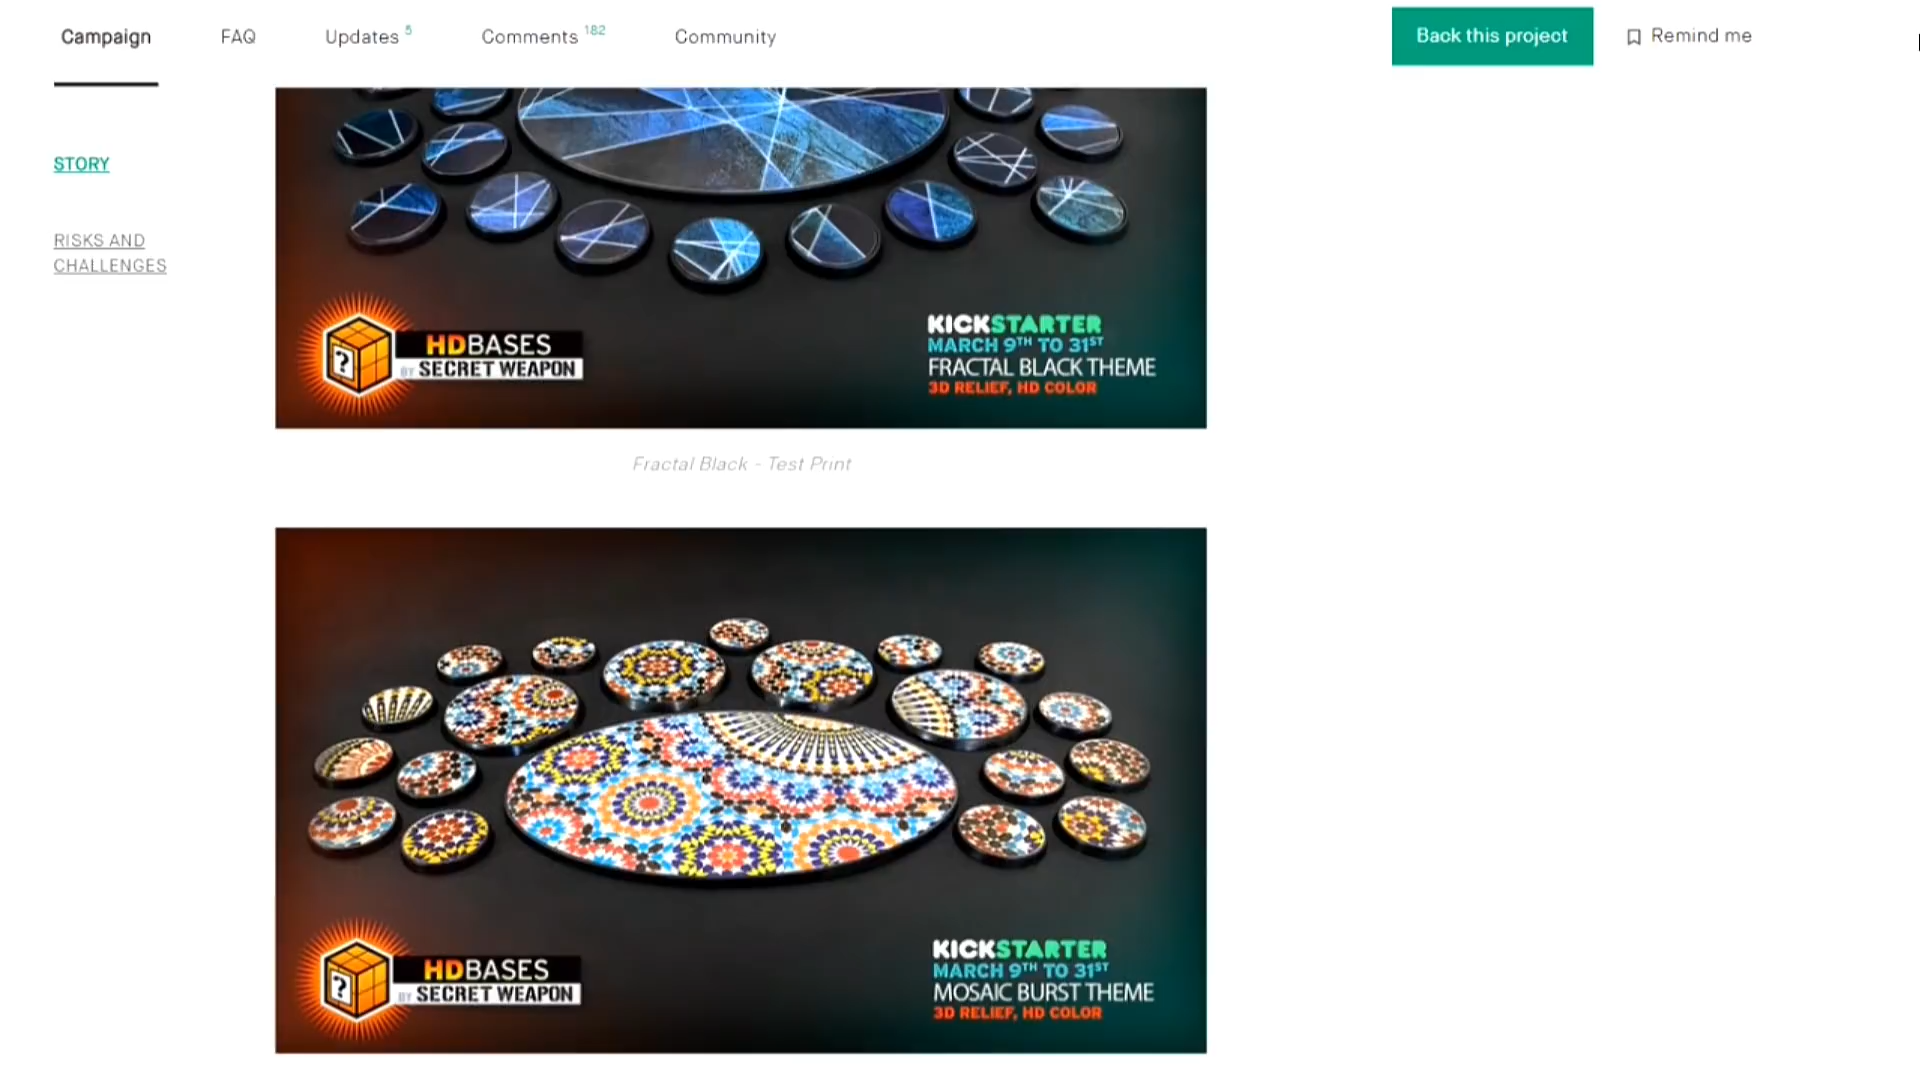 Campaign
FAQ
Updates 5
Comments 182
Community
Back this project
Remind me
STORY
RISKS AND
CHALLENGES
?
HDBASES
BY SECRET WEAPON
KICKSTARTER
MARCH 9TH TO 31ST
FRACTAL BLACK THEME
3D RELIEF, HD COLOR
Fractal Black - Test Print
?
HDBASES
BY SECRET WEAPON
KICKSTARTER
MARCH 9TH TO 31ST
MOSAIC BURST THEME
3D RELIEF, HD COLOR